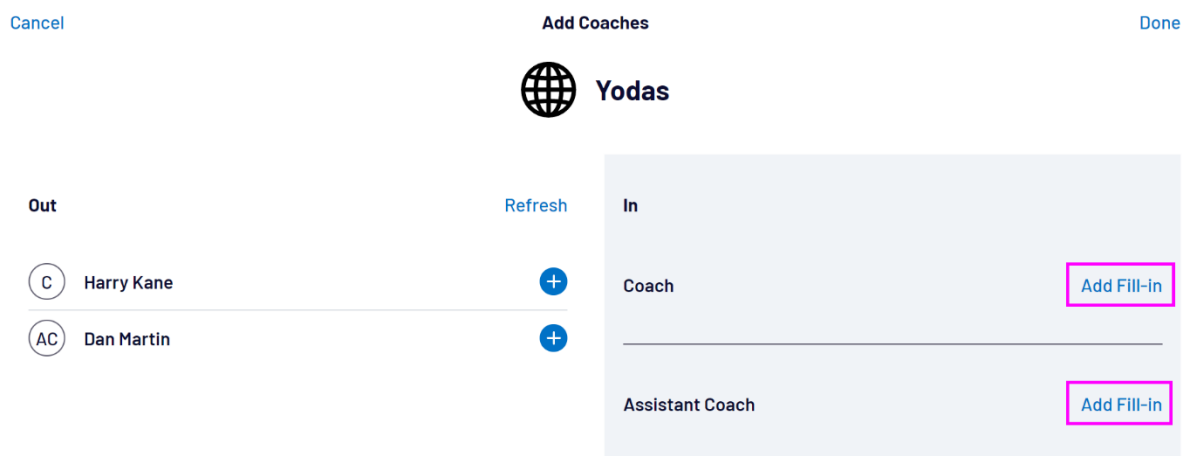 Cancel Add Coaches Done
Yodas
Out Refresh
C Harry Kane
AC Dan Martin
In
Coach Add Fill-in
Assistant Coach Add Fill-in